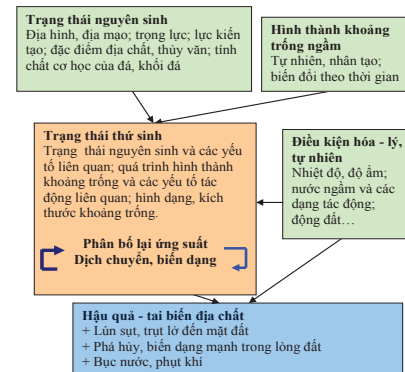 Trạng thái nguyên sinh
Địa hình, địa mạo; trọng lực; lực kiến
tạo; đặc điểm địa chất, thủy văn; tính
chất cơ học của đá, khối đá
Hình thành khoảng
trống ngầm
Tự nhiên, nhân tạo;
biến đổi theo thời gian
Trạng thái thứ sinh
Trạng thái nguyên sinh và các yếu
tố liên quan; quá trình hình thành
khoảng trống và các yếu tố tác
động liên quan; hình dạng, kích
thước khoảng trống.
Phân bố lại ứng suất
Dịch chuyển, biến dạng
Điều kiện hóa - lý,
tự nhiên
Nhiệt độ, độ ẩm;
nước ngầm và các
dạng tác động;
động đất…
Hậu quả - tai biến địa chất
+ Lún sụt, trụt lở đến mặt đất
+ Phá hủy, biến dạng mạnh trong lòng đất
+ Bục nước, phụt khí